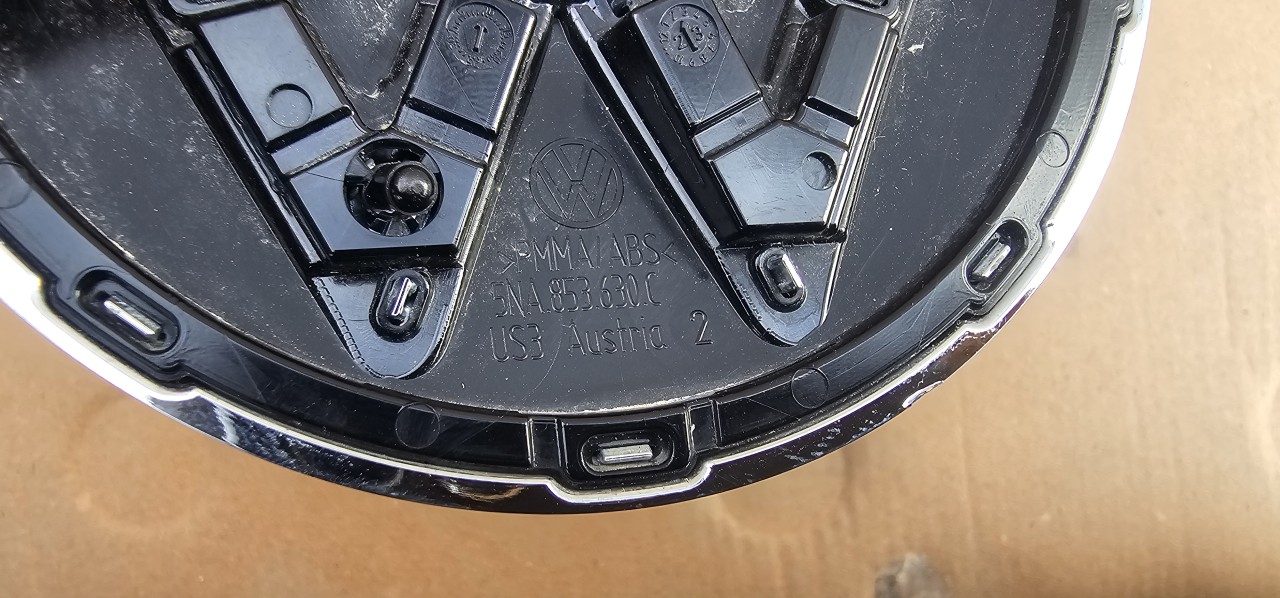 >PMMA/ABS<
5NA.853.630.C
US3 Austria 2